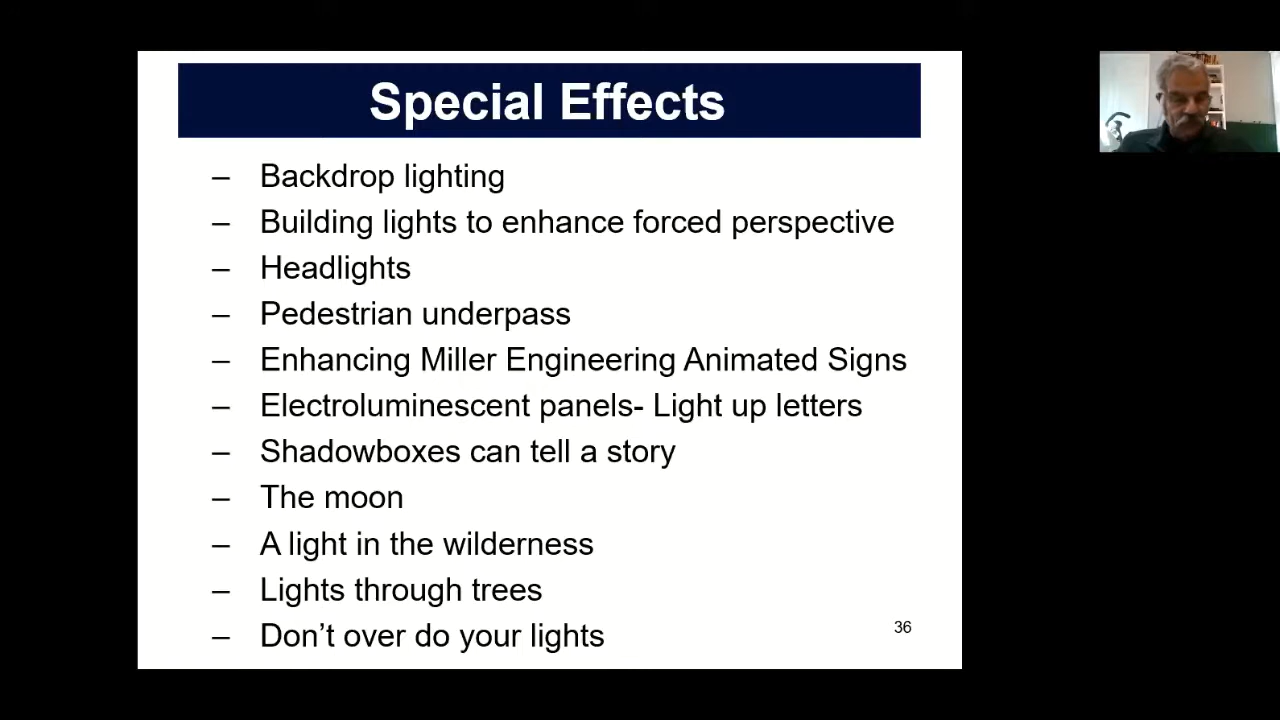 Special Effects
– Backdrop lighting
– Building lights to enhance forced perspective
– Headlights
– Pedestrian underpass
– Enhancing Miller Engineering Animated Signs
– Electroluminescent panels- Light up letters
– Shadowboxes can tell a story
– The moon
– A light in the wilderness
– Lights through trees
– Don’t over do your lights
36